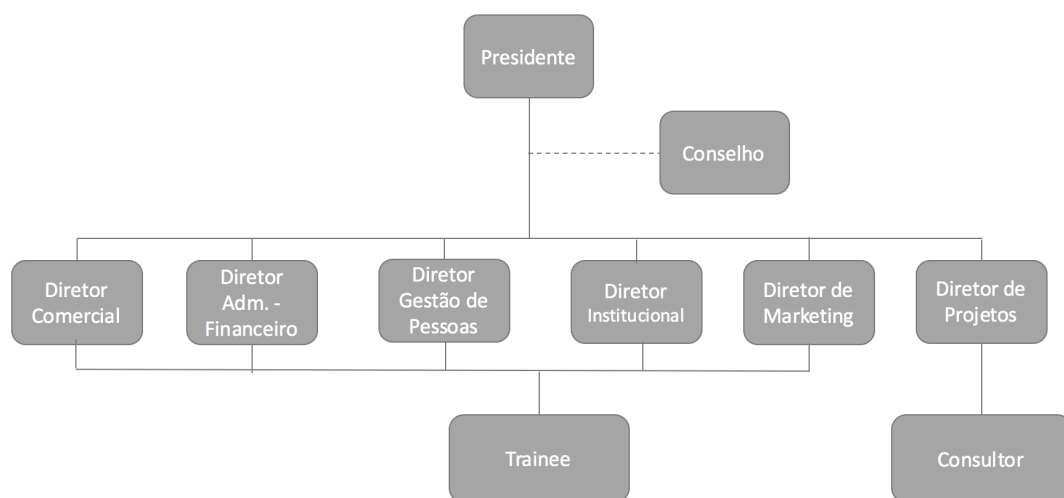 Presidente
Conselho
Diretor
Comercial
Diretor
Adm. -
Financeiro
Diretor
Gestão de
Pessoas
Diretor
Institucional
Diretor de
Marketing
Diretor de
Projetos
Trainee
Consultor